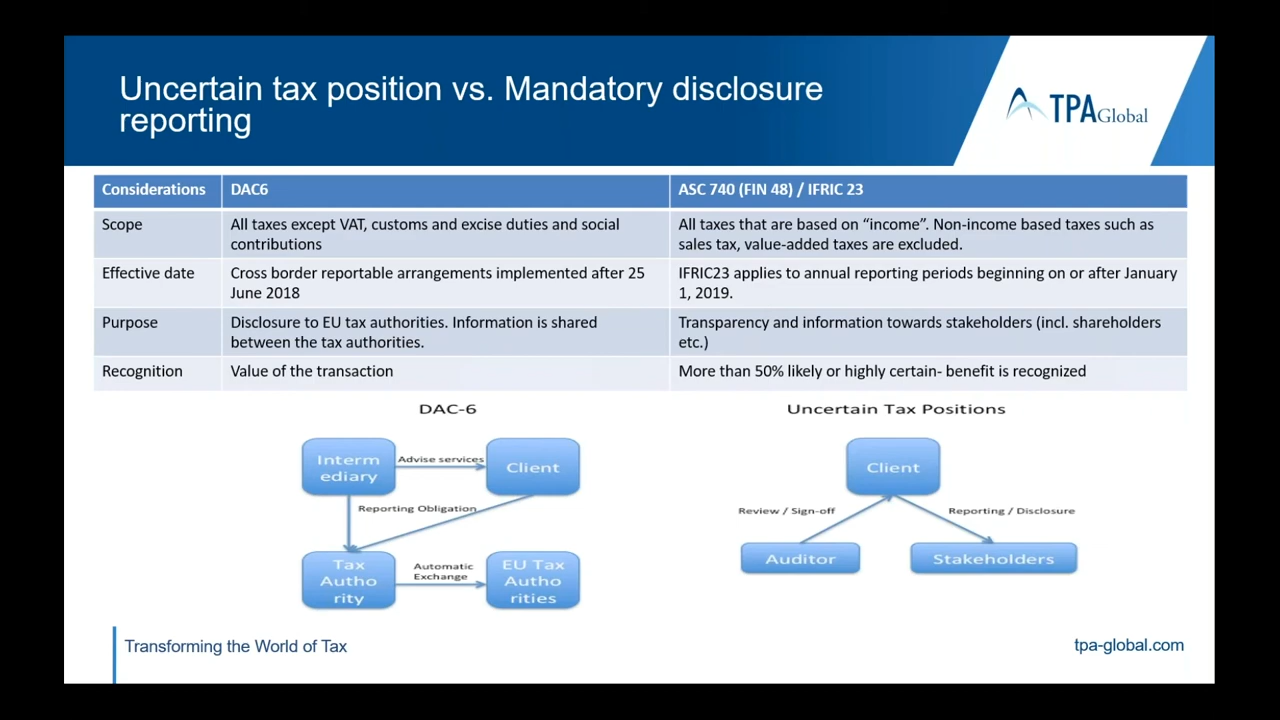 Uncertain tax position vs. Mandatory disclosure
reporting
TPAGlobal
Considerations
DAC6
ASC 740 (FIN 48) / IFRIC 23
Scope
All taxes except VAT, customs and excise duties and social
contributions
All taxes that are based on “income”. Non-income based taxes such as
sales tax, value-added taxes are excluded.
Effective date
Cross border reportable arrangements implemented after 25
June 2018
IFRIC23 applies to annual reporting periods beginning on or after January
1, 2019.
Purpose
Disclosure to EU tax authorities. Information is shared
between the tax authorities.
Transparency and information towards stakeholders (incl. shareholders
etc.)
Recognition
Value of the transaction
More than 50% likely or highly certain- benefit is recognized
DAC-6
Interm
ediary
Advise services
Client
Reporting Obligation
Tax
Autho
rity
Automatic
Exchange
EU Tax
Autho
rities
Uncertain Tax Positions
Client
Review / Sign-off
Reporting / Disclosure
Auditor
Stakeholders
Transforming the World of Tax
tpa-global.com